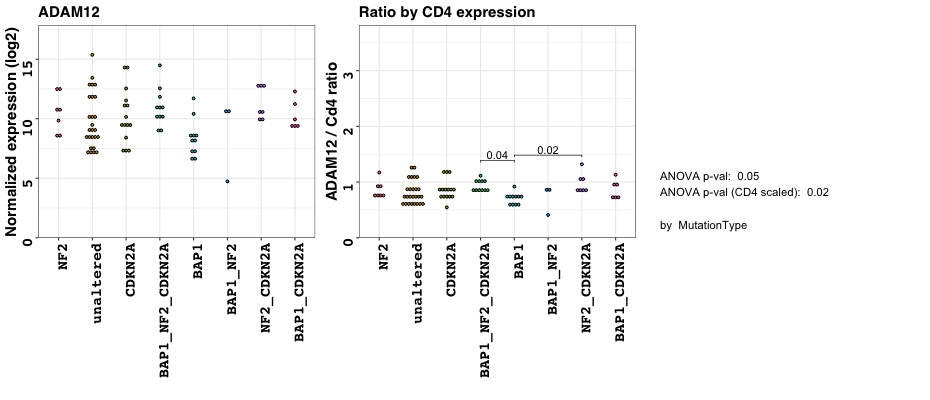 ADAM12
Normalized expression (log2)
0
5
10
15
NF2
unaltered
CDKN2A
BAP1_NF2_CDKN2A
BAP1
BAP1_NF2
NF2_CDKN2A
BAP1_CDKN2A
Ratio by CD4 expression
ADAM12 / Cd4 ratio
0
1
2
3
0.04
0.02
NF2
unaltered
CDKN2A
BAP1_NF2_CDKN2A
BAP1
BAP1_NF2
NF2_CDKN2A
BAP1_CDKN2A
ANOVA p-val: 0.05
ANOVA p-val (CD4 scaled): 0.02
by MutationType